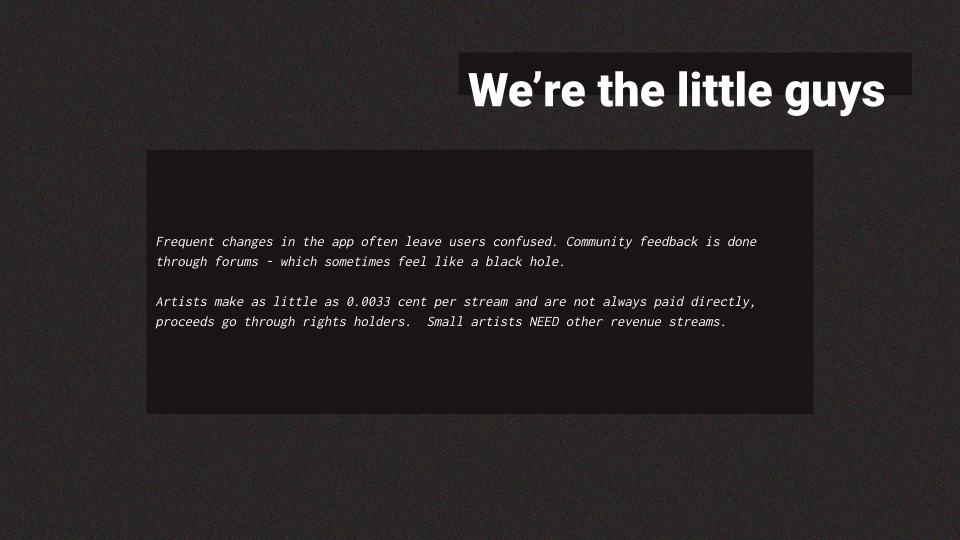 We’re the little guys
Frequent changes in the app often leave users confused. Community feedback is done
through forums - which sometimes feel like a black hole.
Artists make as little as 0.0033 cent per stream and are not always paid directly,
proceeds go through rights holders.  Small artists NEED other revenue streams.